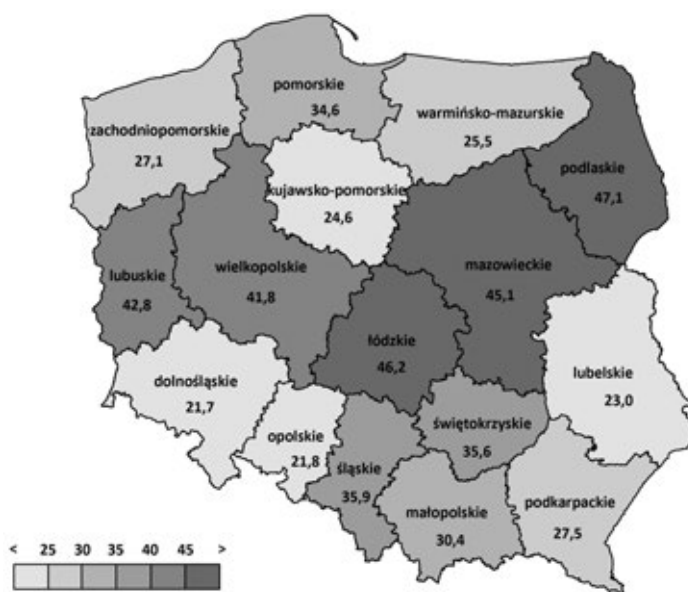 pomorskie
34,6
zachodniopomorskie
27,1
warmińsko-mazurskie
25,5
podlaskie
47,1
kujawsko-pomorskie
24,6
mazowieckie
45,1
wielkopolskie
41,8
lubuskie
42,8
łódzkie
46,2
lubelskie
23,0
dolnośląskie
21,7
opolskie
21,8
śląskie
35,9
świętokrzyskie
35,6
małopolskie
30,4
podkarpackie
27,5
< 25 30 35 40 45 >